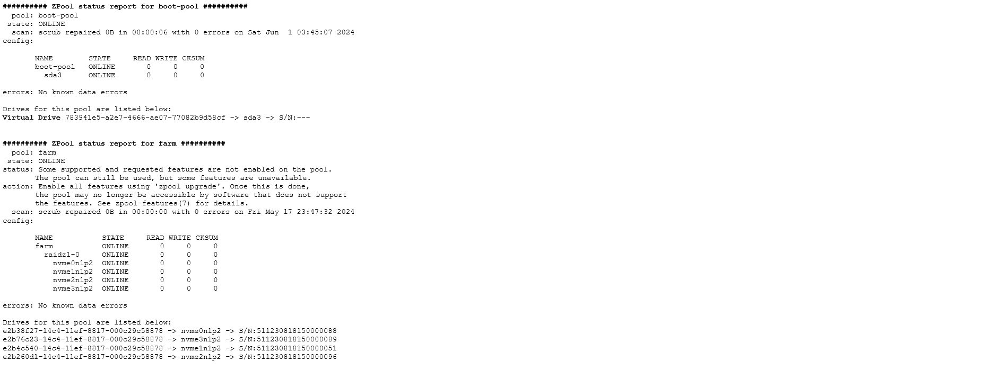 ########## ZPool status report for boot-pool ##########
  pool: boot-pool
 state: ONLINE
  scan: scrub repaired 0B in 00:00:06 with 0 errors on Sat Jun  1 03:45:07 2024
config:

        NAME        STATE     READ WRITE CKSUM
        boot-pool   ONLINE       0     0     0
          sda3      ONLINE       0     0     0

errors: No known data errors

Drives for this pool are listed below:
Virtual Drive 783941e5-a2e7-4666-ae07-77082b9d58cf -> sda3 -> S/N:---

########## ZPool status report for farm ##########
  pool: farm
 state: ONLINE
status: Some supported and requested features are not enabled on the pool.
        The pool can still be used, but some features are unavailable.
action: Enable all features using 'zpool upgrade'. Once this is done,
        the pool may no longer be accessible by software that does not support
        the features. See zpool-features(7) for details.
  scan: scrub repaired 0B in 00:00:00 with 0 errors on Fri May 17 23:47:32 2024
config:

        NAME           STATE     READ WRITE CKSUM
        farm           ONLINE       0     0     0
          raidz1-0     ONLINE       0     0     0
            nvme0n1p2  ONLINE       0     0     0
            nvme1n1p2  ONLINE       0     0     0
            nvme2n1p2  ONLINE       0     0     0
            nvme3n1p2  ONLINE       0     0     0

errors: No known data errors

Drives for this pool are listed below:
e2b38f27-14c4-11ef-8817-000c29c58878 -> nvme0n1p2 -> S/N:511230818150000088
e2b76c23-14c4-11ef-8817-000c29c58878 -> nvme3n1p2 -> S/N:511230818150000089
e2b4c540-14c4-11ef-8817-000c29c58878 -> nvme1n1p2 -> S/N:511230818150000051
e2b260d1-14c4-11ef-8817-000c29c58878 -> nvme2n1p2 -> S/N:511230818150000096